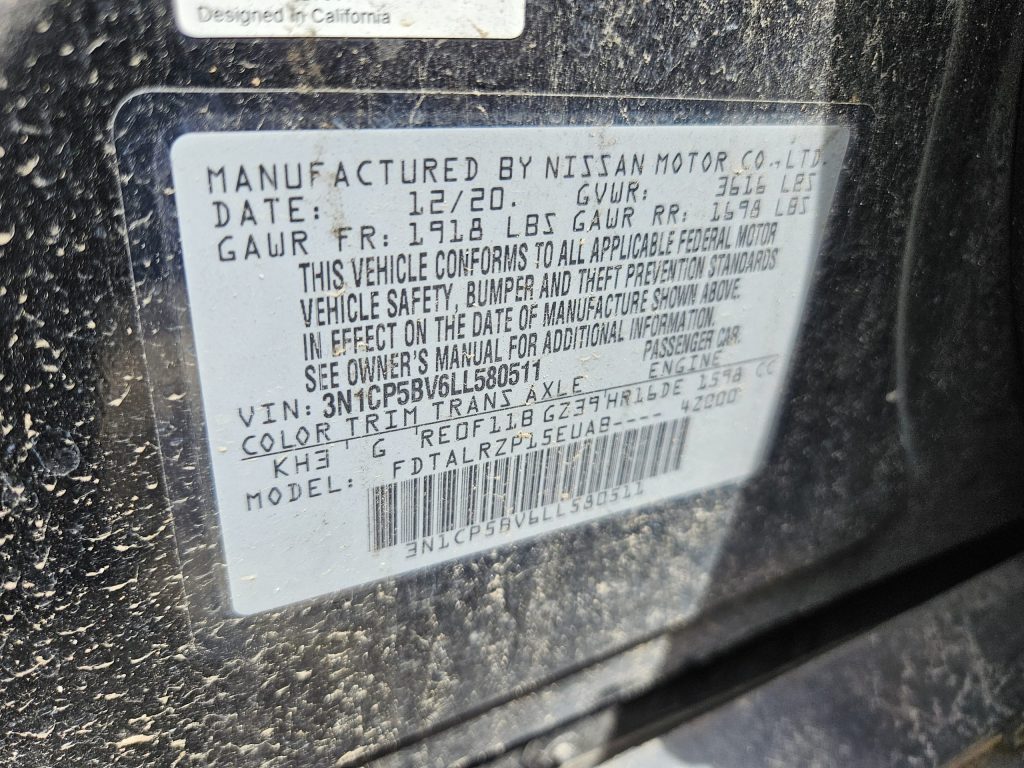 Designed in California
MANUFACTURED BY NISSAN MOTOR CO.,LTD.
DATE: 12/20. GVWR: 3616 LBS
GAWR FR: 1918 LBS GAWR RR: 1698 LBS
THIS VEHICLE CONFORMS TO ALL APPLICABLE FEDERAL MOTOR
VEHICLE SAFETY, BUMPER AND THEFT PREVENTION STANDARDS
IN EFFECT ON THE DATE OF MANUFACTURE SHOWN ABOVE.
SEE OWNER'S MANUAL FOR ADDITIONAL INFORMATION.
VIN: 3N1CP5BV6LL580511 PASSENGER CAR
COLOR TRIM TRANS AXLE ENGINE
KH3 G RE0F11B GZ39 HR16DE 1598 CC
MODEL: FDTALRZP15EUAB---- 42000
3N1CP5BV6LL580511